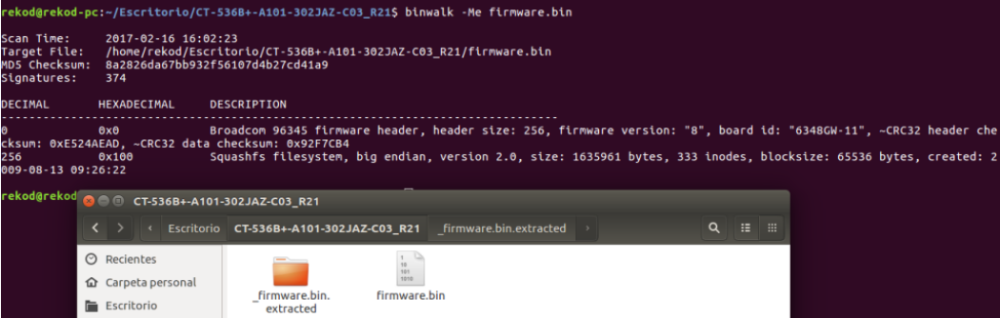 rekod@rekod-pc:~/Escritorio/CT-536B+-A101-302JAZ-C03_R21$ binwalk -Me firmware.bin
Scan Time:     2017-02-16 16:02:23
Target File:   /home/rekod/Escritorio/CT-536B+-A101-302JAZ-C03_R21/firmware.bin
MD5 Checksum:  8a2826da67bb932f56107d4b27cd41a9
Signatures:    374
DECIMAL       HEXADECIMAL     DESCRIPTION
--------------------------------------------------------------------------------
0             0x0             Broadcom 96345 firmware header, header size: 256, firmware version: "8", board id: "6348GW-11", ~CRC32 header che
cksum: 0xE524AEAD, ~CRC32 data checksum: 0x92F7CB4
256           0x100           Squashfs filesystem, big endian, version 2.0, size: 1635961 bytes, 333 inodes, blocksize: 65536 bytes, created: 2
009-08-13 09:26:22
rekod@rekod
CT-536B+-A101-302JAZ-C03_R21
Escritorio CT-536B+-A101-302JAZ-C03_R21 _firmware.bin.extracted
Recientes
Carpeta personal
Escritorio
_firmware.bin.
extracted
firmware.bin